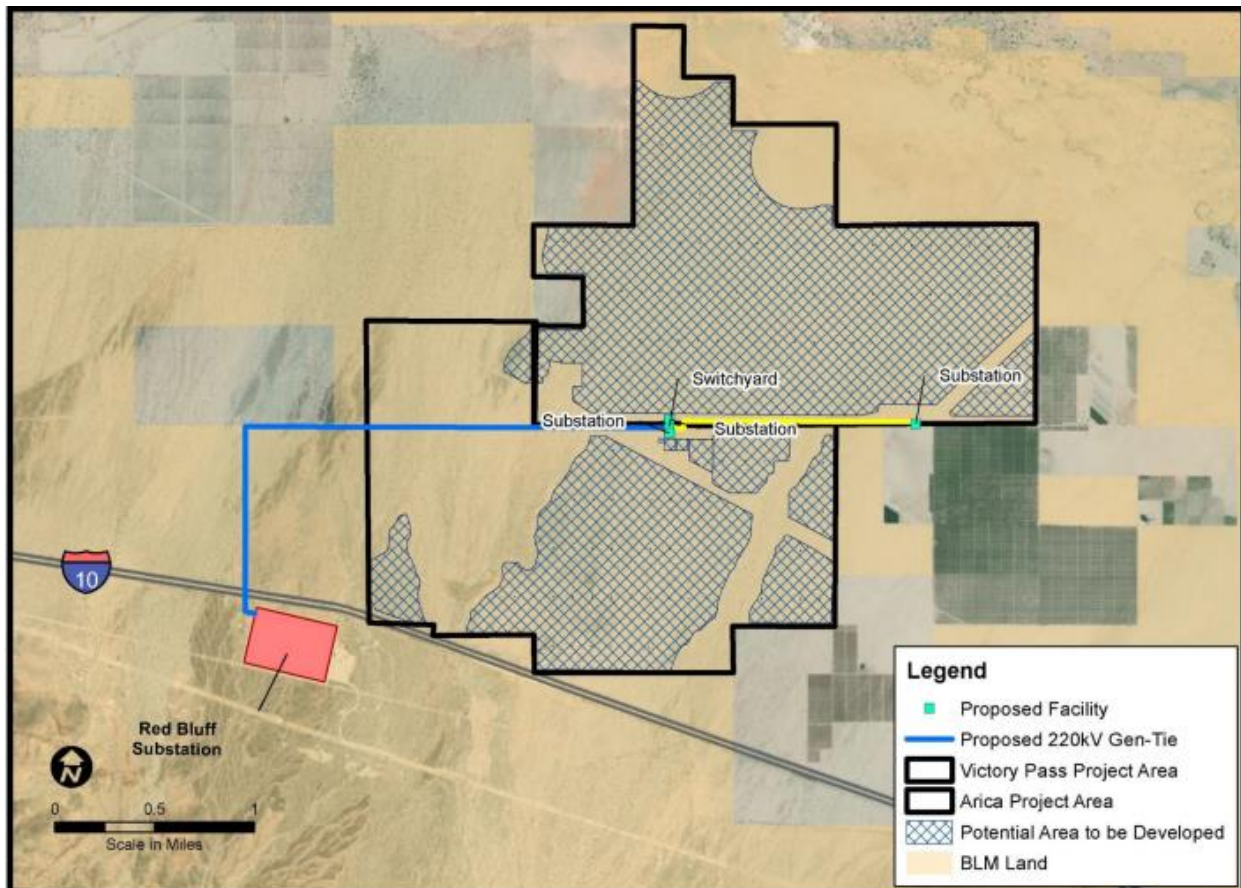 Switchyard
Substation
Substation
Substation
10
Red Bluff
Substation
N
0 0.5 1
Scale in Miles
Legend
Proposed Facility
Proposed 220kV Gen-Tie
Victory Pass Project Area
Arica Project Area
Potential Area to be Developed
BLM Land